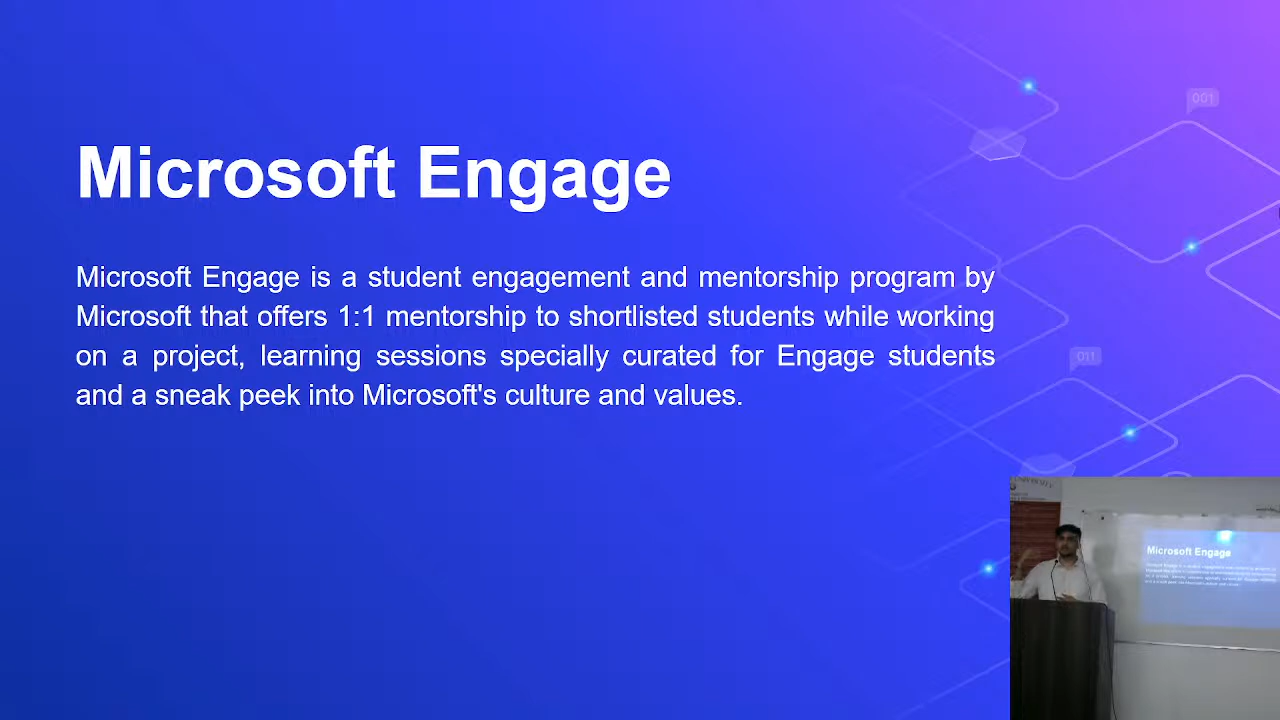 Microsoft Engage
Microsoft Engage is a student engagement and mentorship program by
Microsoft that offers 1:1 mentorship to shortlisted students while working
on a project, learning sessions specially curated for Engage students
and a sneak peek into Microsoft's culture and values.
001
011
Microsoft Engage